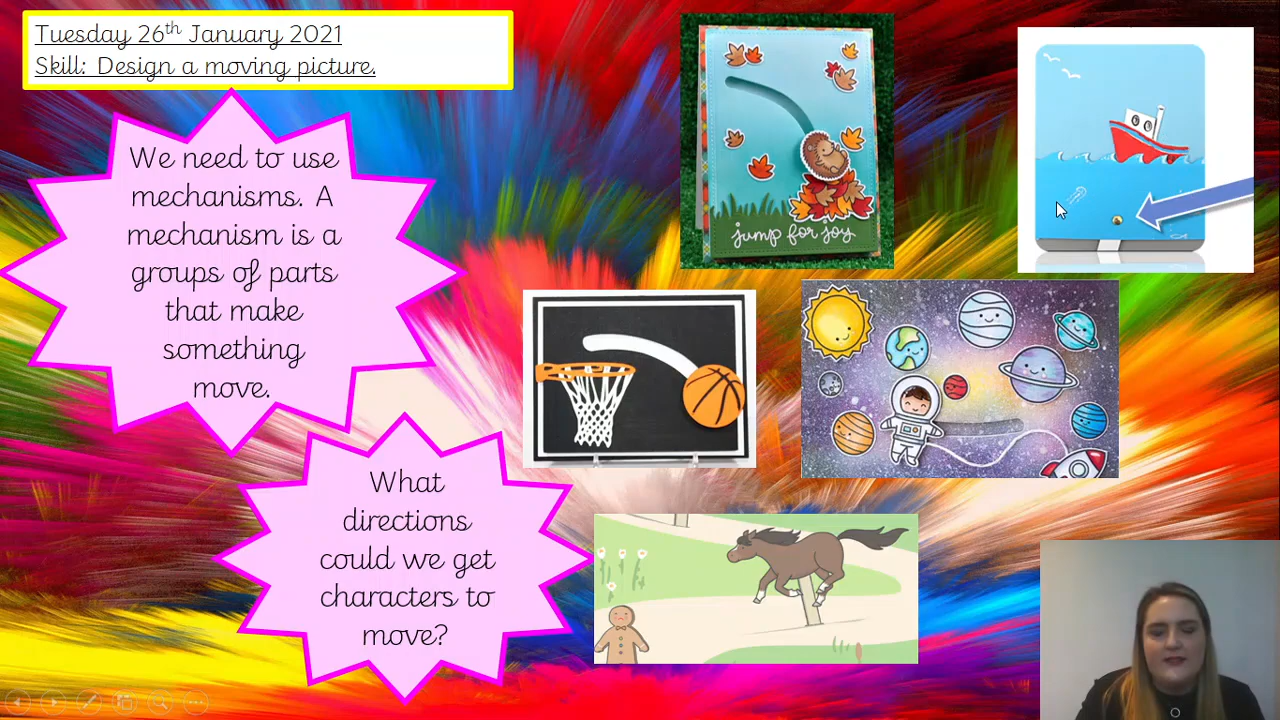 Tuesday 26th January 2021
Skill: Design a moving picture.
We need to use
mechanisms. A
mechanism is a
groups of parts
that make
something
move.
jump for joy
What
directions
could we get
characters to
move?